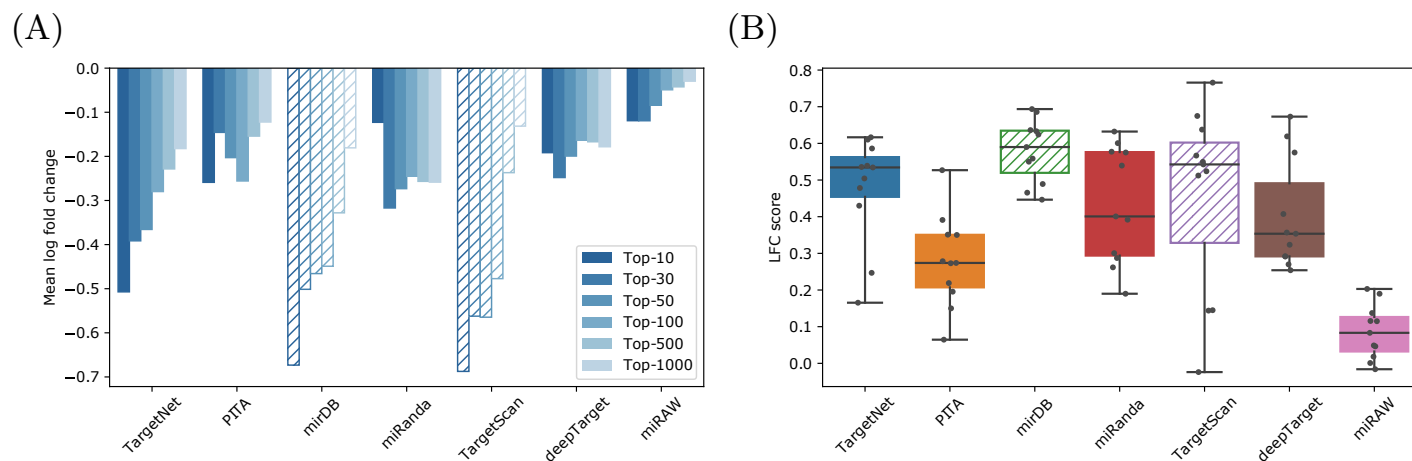 (A)
Mean log fold change
0.0
−0.1
−0.2
−0.3
−0.4
−0.5
−0.6
−0.7
TargetNet
PITA
mirDB
miRanda
TargetScan
deepTarget
miRAW
Top-10
Top-30
Top-50
Top-100
Top-500
Top-1000
(B)
LFC score
0.8
0.7
0.6
0.5
0.4
0.3
0.2
0.1
0.0
TargetNet
PITA
mirDB
miRanda
TargetScan
deepTarget
miRAW